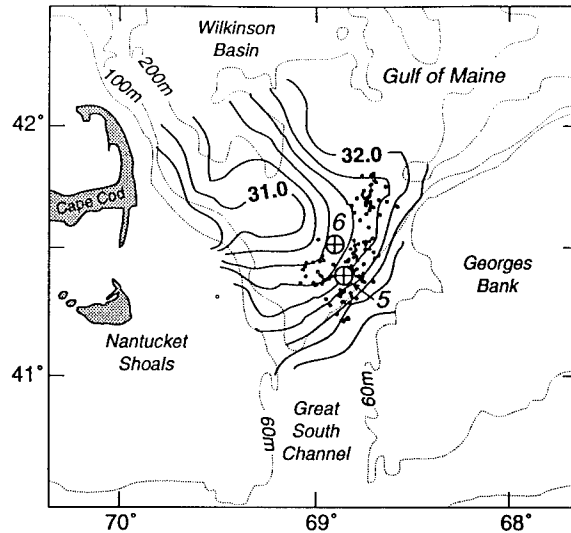 Wilkinson
Basin
Gulf of Maine
100m
200m
42°
32.0
31.0
Cape Cod
6
Georges
Bank
5
Nantucket
Shoals
41°
60m
60m
Great
South
Channel
70°
69°
68°